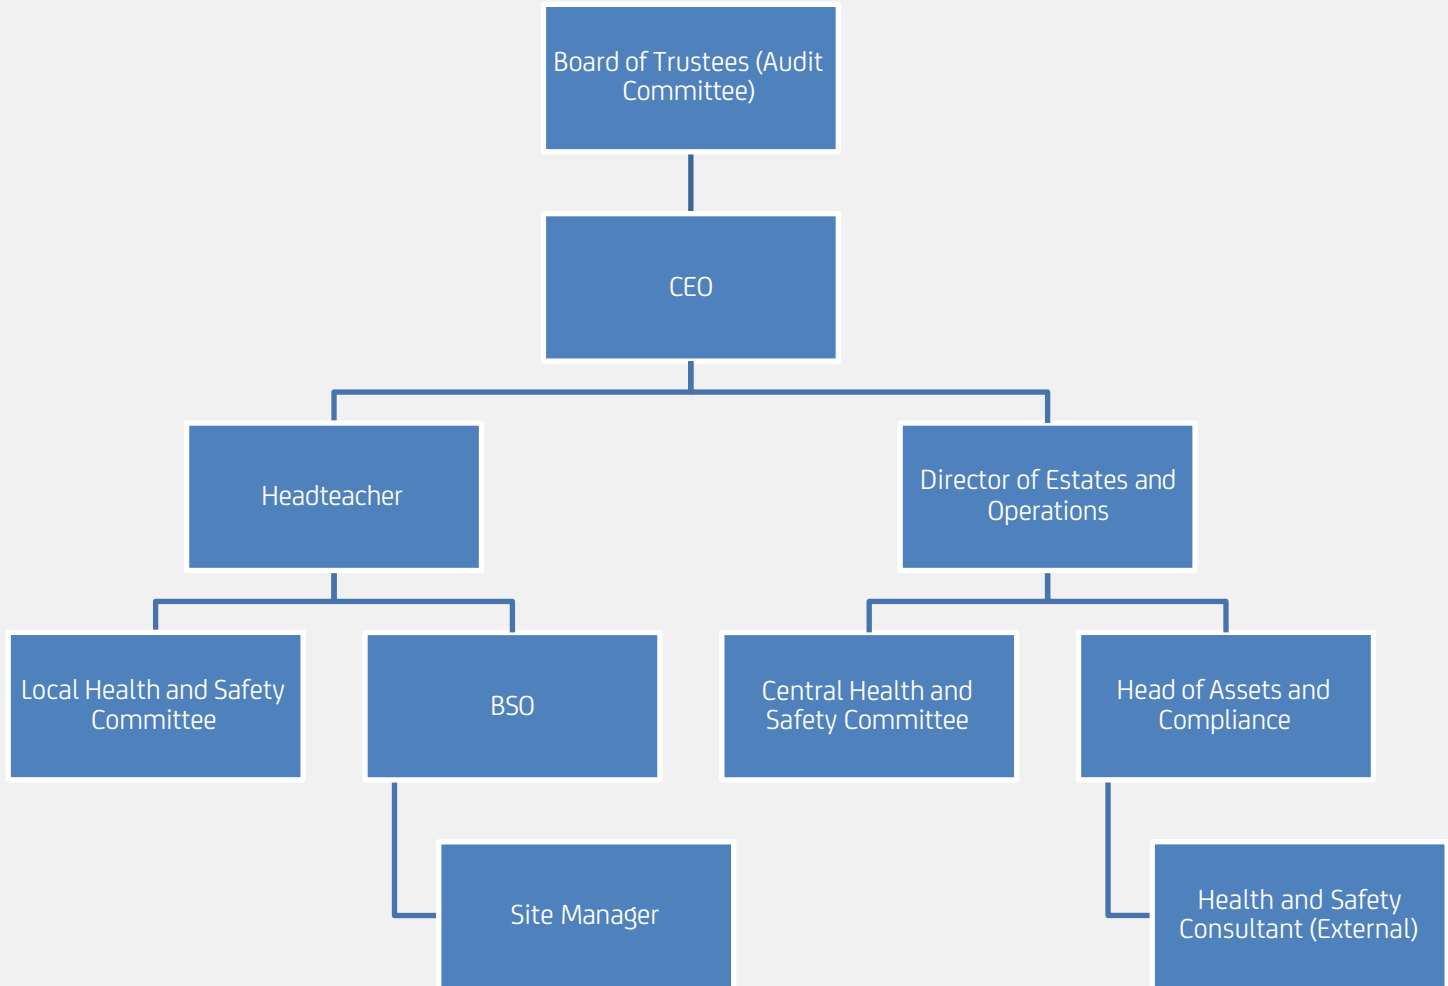 Board of Trustees (Audit
Committee)
CEO
Headteacher
Director of Estates and
Operations
Local Health and Safety
Committee
BSO
Central Health and
Safety Committee
Head of Assets and
Compliance
Site Manager
Health and Safety
Consultant (External)